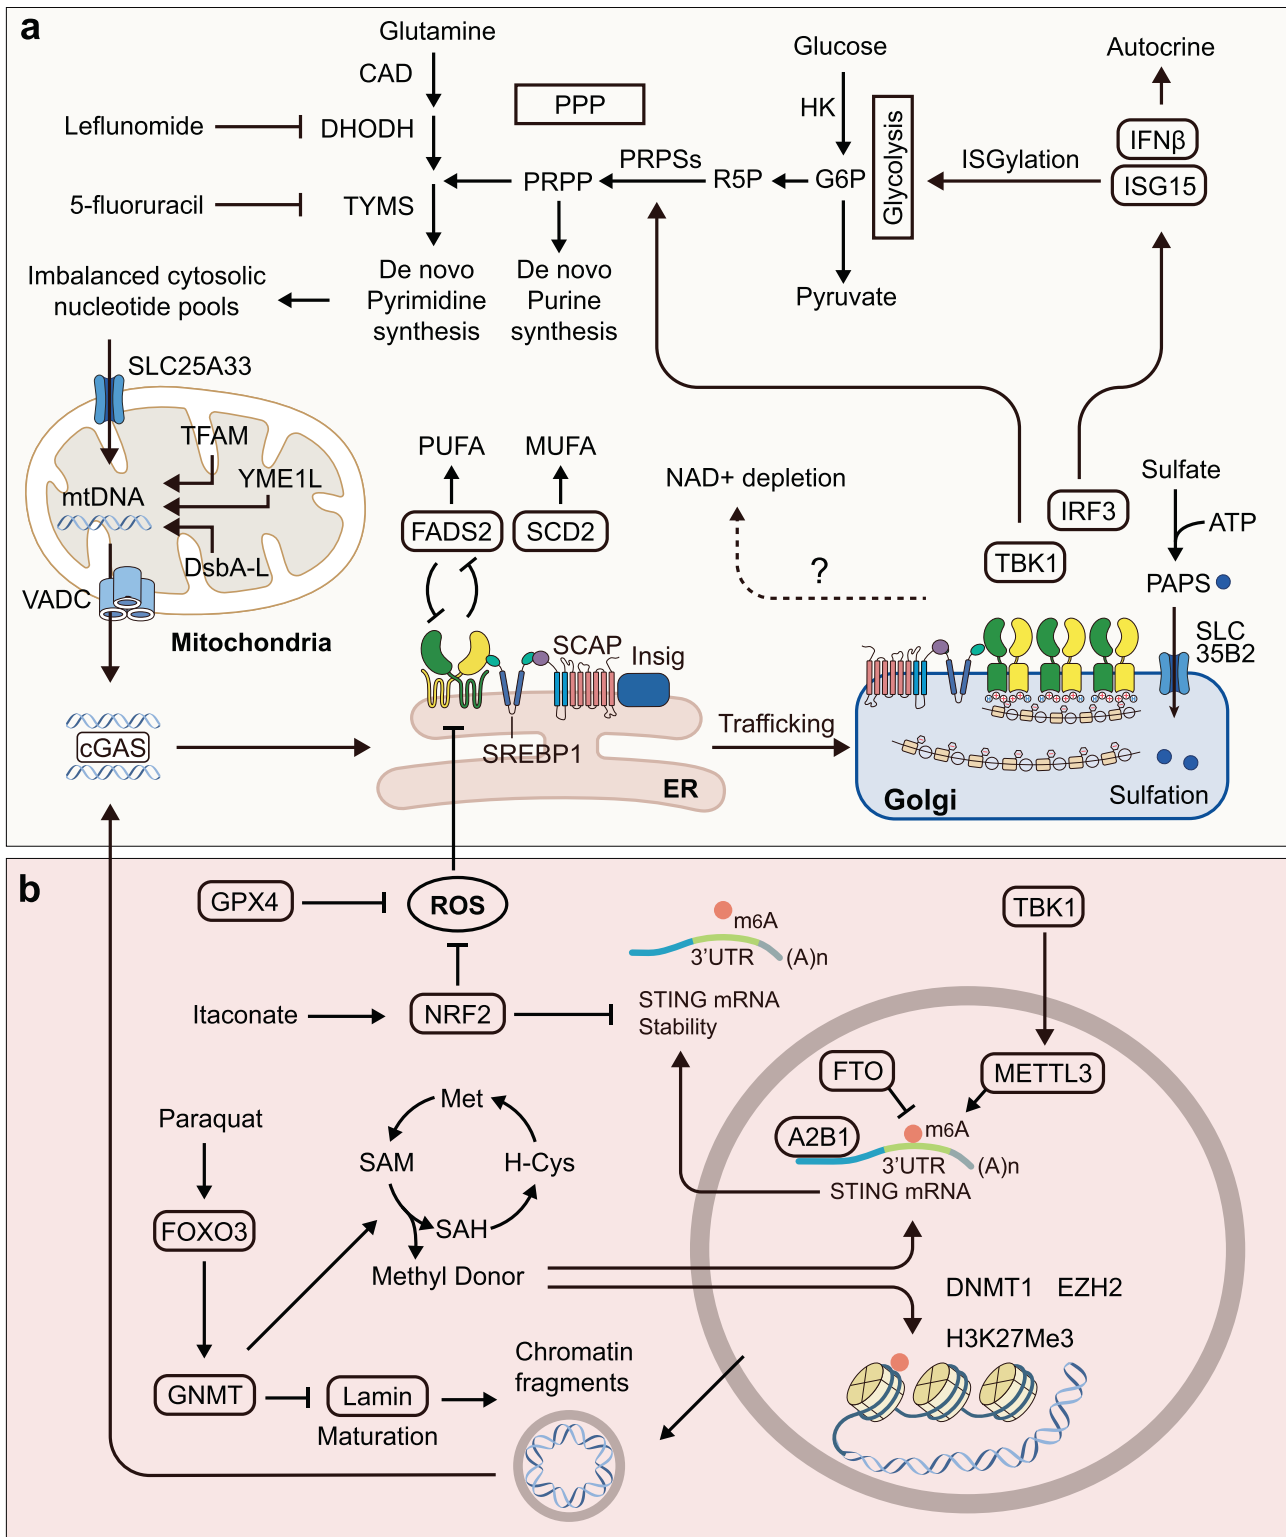 a
Glutamine
CAD
Leflunomide
DHODH
5-fluoruracil
TYMS
PPP
PRPP
PRPSs
R5P
G6P
Glucose
HK
Glycolysis
Pyruvate
ISGylation
Autocrine
IFNβ
ISG15
De novo
Pyrimidine
synthesis
De novo
Purine
synthesis
Imbalanced cytosolic
nucleotide pools
SLC25A33
TFAM
YME1L
mtDNA
DsbA-L
VADC
Mitochondria
PUFA
MUFA
FADS2
SCD2
NAD+ depletion
?
IRF3
TBK1
Sulfate
ATP
PAPS
SLC
35B2
SCAP
Insig
SREBP1
ER
Trafficking
Golgi
Sulfation
cGAS
b
GPX4
ROS
Itaconate
NRF2
m6A
3'UTR
(A)n
STING mRNA
Stability
TBK1
FTO
METTL3
A2B1
m6A
3'UTR
(A)n
STING mRNA
Paraquat
Met
SAM
H-Cys
SAH
Methyl Donor
FOXO3
GNMT
Lamin
Maturation
Chromatin
fragments
DNMT1 EZH2
H3K27Me3